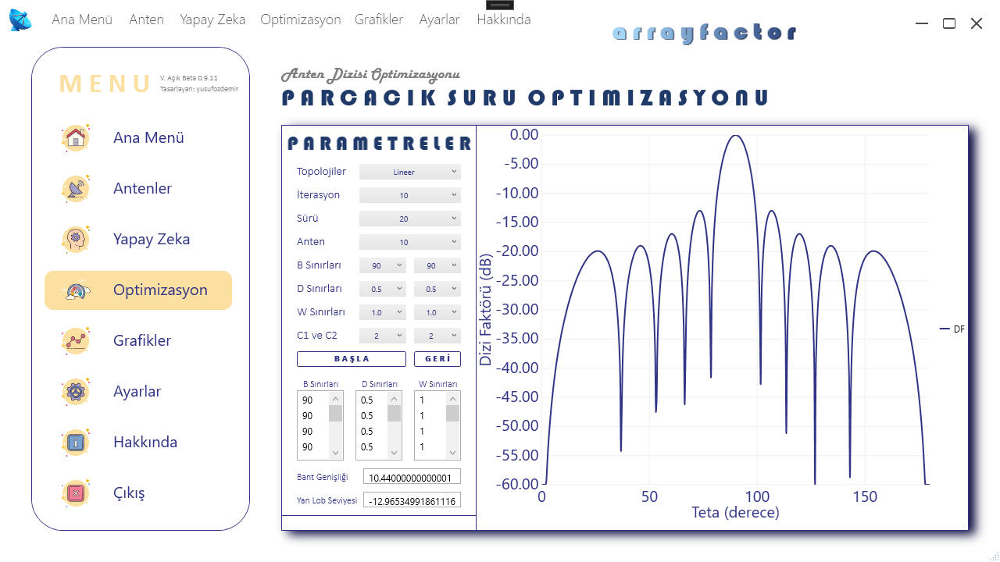 Ana Menü Anten Yapay Zeka Optimizasyon Grafikler Ayarlar Hakkında
arrayfactor
MENU
V. Açık Beta 0.9.11
Tasarlayan: yusufozdemir
Ana Menü
Antenler
Yapay Zeka
Optimizasyon
Grafikler
Ayarlar
Hakkında
Çıkış
Anten Dizisi Optimizasyonu
PARCACIK SURU OPTIMIZASYONU
PARAMETRELER
Topolojiler Lineer
İterasyon 10
Sürü 20
Anten 10
B Sınırları 90 90
D Sınırları 0.5 0.5
W Sınırları 1.0 1.0
C1 ve C2 2 2
BAŞLA GERİ
B Sınırları D Sınırları W Sınırları
90 0.5 1
90 0.5 1
90 0.5 1
90 0.5 1
Bant Genişliği 10.44000000000001
Yan Lob Seviyesi -12.96534991861116
0.00
-5.00
-10.00
-15.00
-20.00
-25.00
-30.00
-35.00
-40.00
-45.00
-50.00
-55.00
-60.00
Dizi Faktörü (dB)
0 50 100 150
Teta (derece)
DF